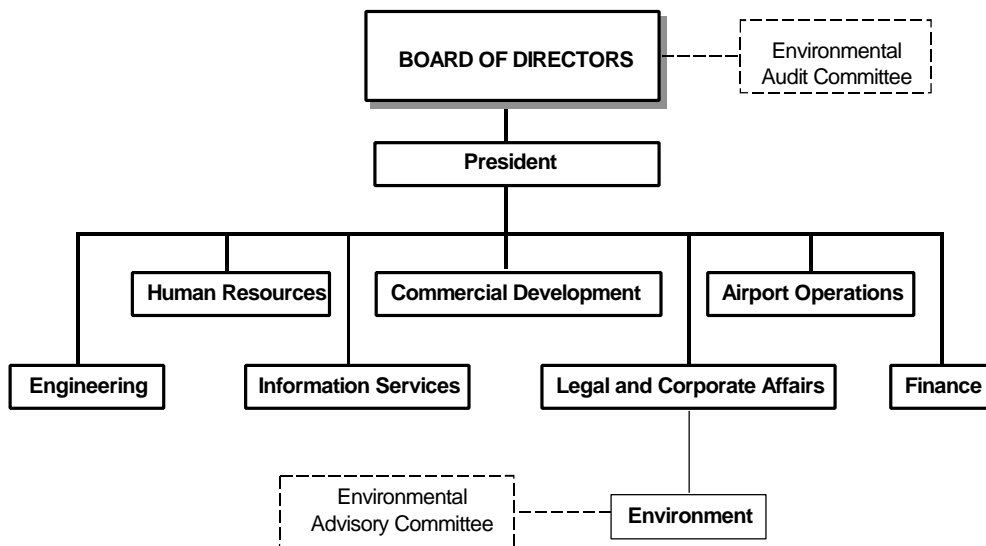 BOARD OF DIRECTORS
Environmental
Audit Committee
President
Human Resources
Commercial Development
Airport Operations
Engineering
Information Services
Legal and Corporate Affairs
Finance
Environmental
Advisory Committee
Environment